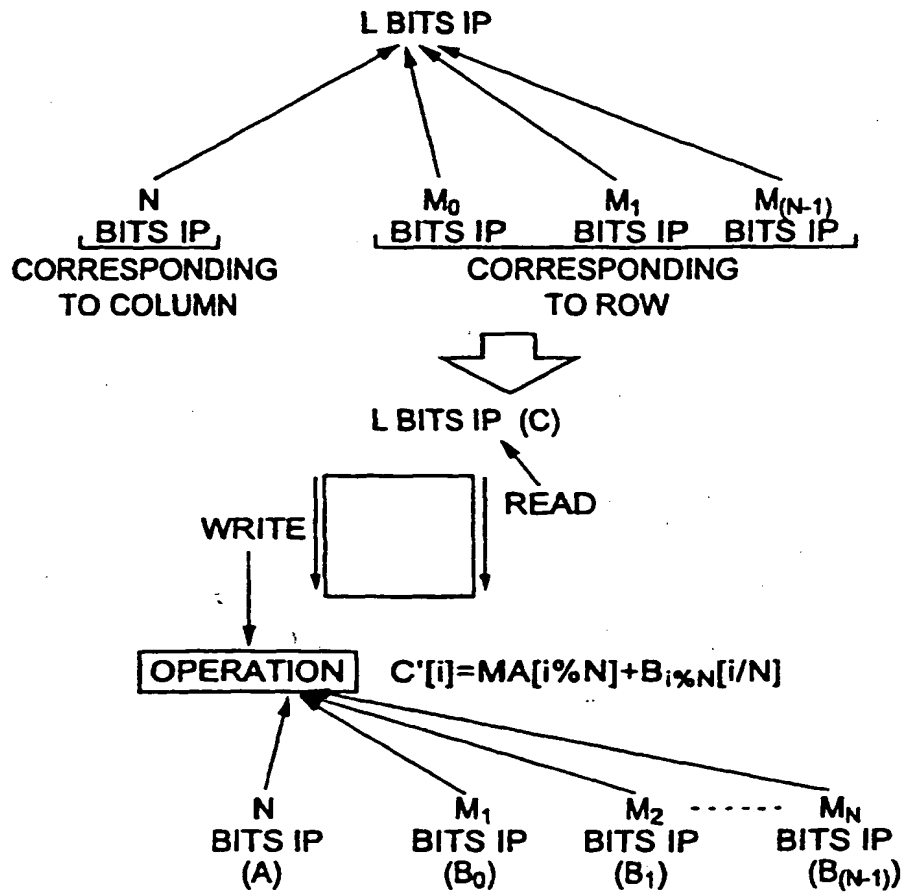 L BITS IP
N M₀ M₁ M₍N-1₎
BITS IP BITS IP BITS IP BITS IP
CORRESPONDING CORRESPONDING
TO COLUMN TO ROW
L BITS IP (C)
READ
WRITE
OPERATION C'[i]=MA[i%N]+B_{i%N}[i/N]
N M₁ M₂ ------ M_N
BITS IP BITS IP BITS IP BITS IP
(A) (B₀) (B₁) (B₍N-1₎)